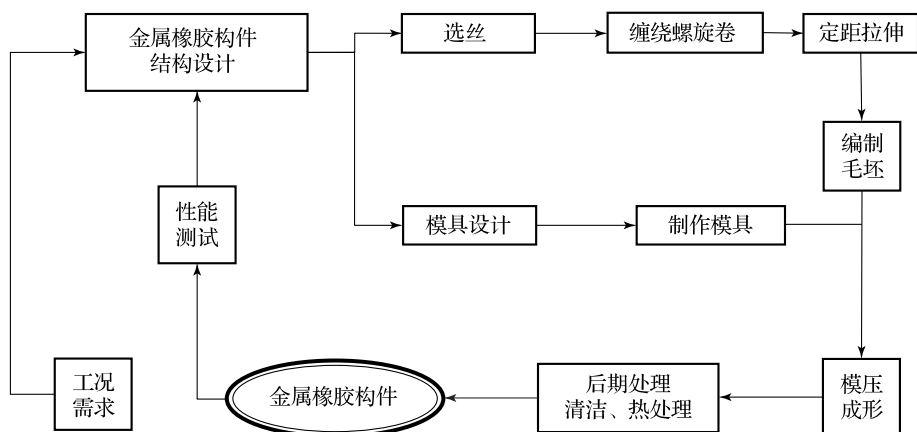 金属橡胶构件
结构设计
选丝
缠绕螺旋卷
定距拉伸
编制
毛坯
性能
测试
模具设计
制作模具
工况
需求
金属橡胶构件
后期处理
清洁、热处理
模压
成形